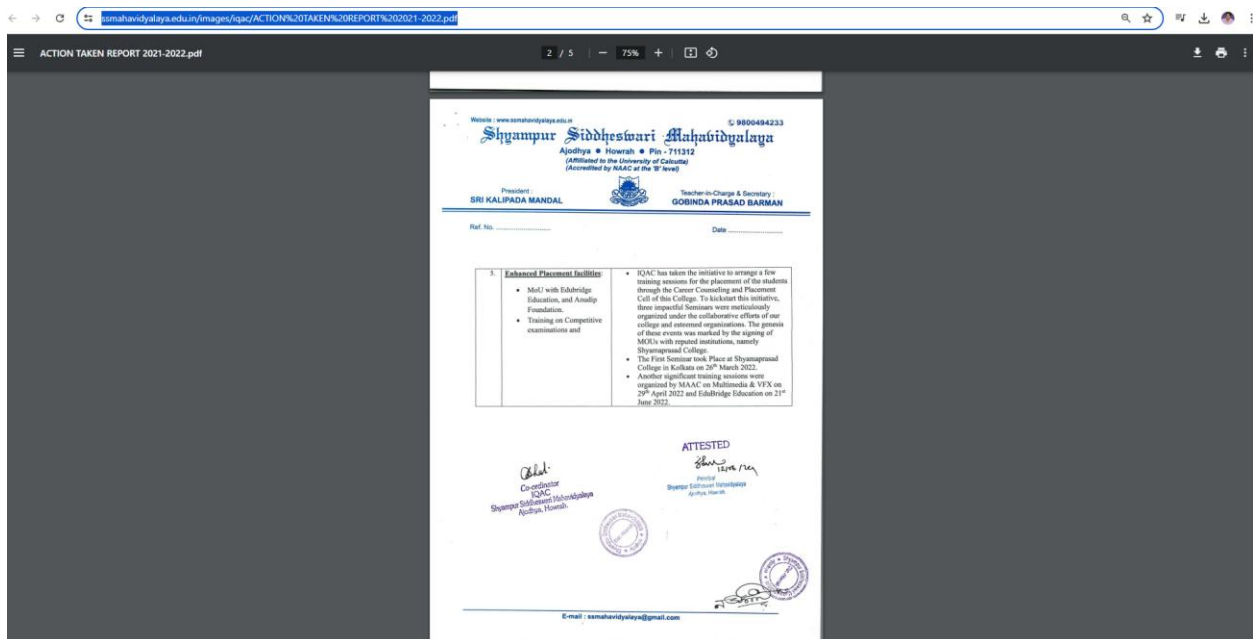 ssmahavidyalaya.edu.in/images/iqac/ACTION%20TAKEN%20REPORT%202021-2022.pdf
ACTION TAKEN REPORT 2021-2022.pdf
2 / 5
75%
Website : www.ssmahavidyalaya.edu.in
9800494233
Shyampur Siddheswari Mahavidyalaya
Ajodhya ● Howrah ● Pin - 711312
(Affiliated to the University of Calcutta)
(Accredited by NAAC at the 'B' level)
President :
SRI KALIPADA MANDAL
Teacher-in-Charge & Secretary :
GOBINDA PRASAD BARMAN
Ref. No. ............................
Date ............................
Enhanced Placement facilities:
• MoU with Edubridge
Education, and Anudip
Foundation.
• Training on Competitive
examinations and
• IQAC has taken the initiative to arrange a few
training sessions for the placement of the students
through the Career Counseling and Placement
Cell of this College. To kickstart this initiative,
three impactful Seminars were meticulously
organized under the collaborative efforts of our
college and esteemed organizations. The genesis
of these events was marked by the signing of
MOUs with reputed institutions, namely
Shyamaprasad College.
• The First Seminar took Place at Shyamaprasad
College in Kolkata on 26th March 2022.
• Another significant training sessions were
organized by MAAC on Multimedia & VFX on
29th April 2022 and EduBridge Education on 21st
June 2022.
Co-ordinator
IQAC
Shyampur Siddheswari Mahavidyalaya
Ajodhya, Howrah.
ATTESTED
Principal
Shyampur Siddheswari Mahavidyalaya
Ajodhya, Howrah.
E-mail : ssmahavidyalaya@gmail.com